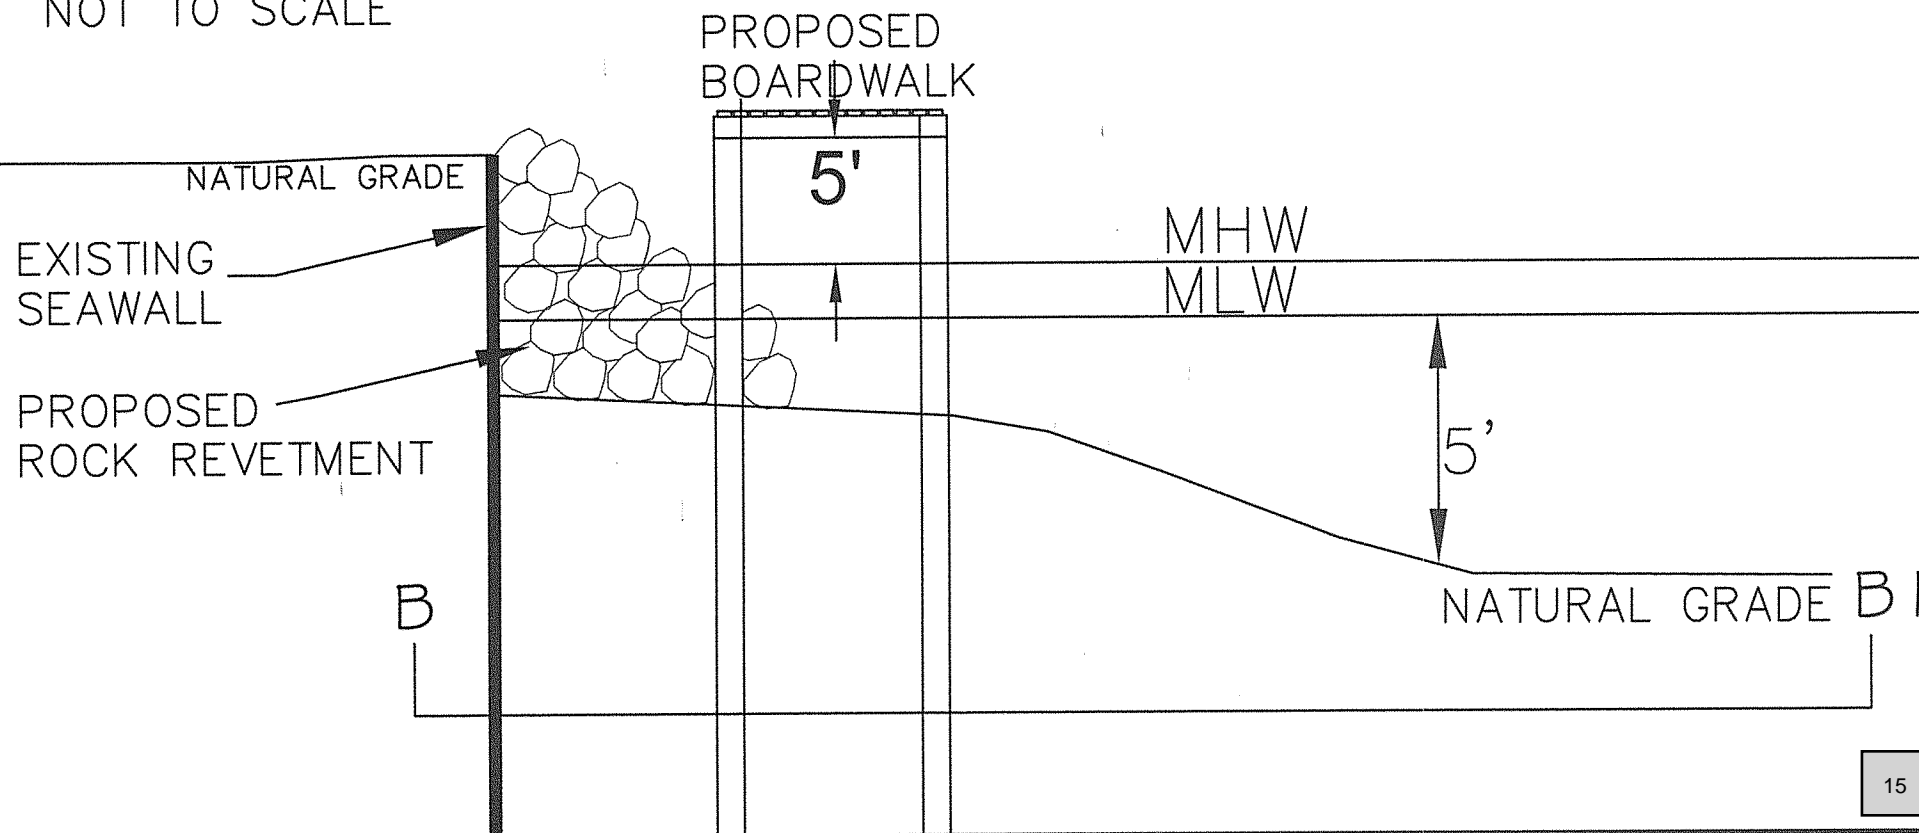 NOT TO SCALE
PROPOSED
BOARDWALK
NATURAL GRADE
5'
EXISTING
SEAWALL
MHW
MLW
PROPOSED
ROCK REVETMENT
5'
B
NATURAL GRADE
B
15